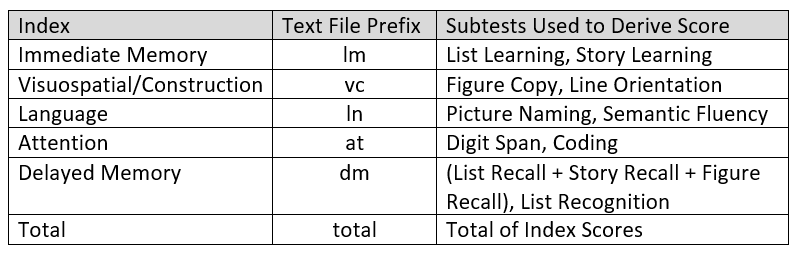 Index Text File Prefix Subtests Used to Derive Score
Immediate Memory lm List Learning, Story Learning
Visuospatial/Construction vc Figure Copy, Line Orientation
Language ln Picture Naming, Semantic Fluency
Attention at Digit Span, Coding
Delayed Memory dm (List Recall + Story Recall + Figure
Recall), List Recognition
Total total Total of Index Scores